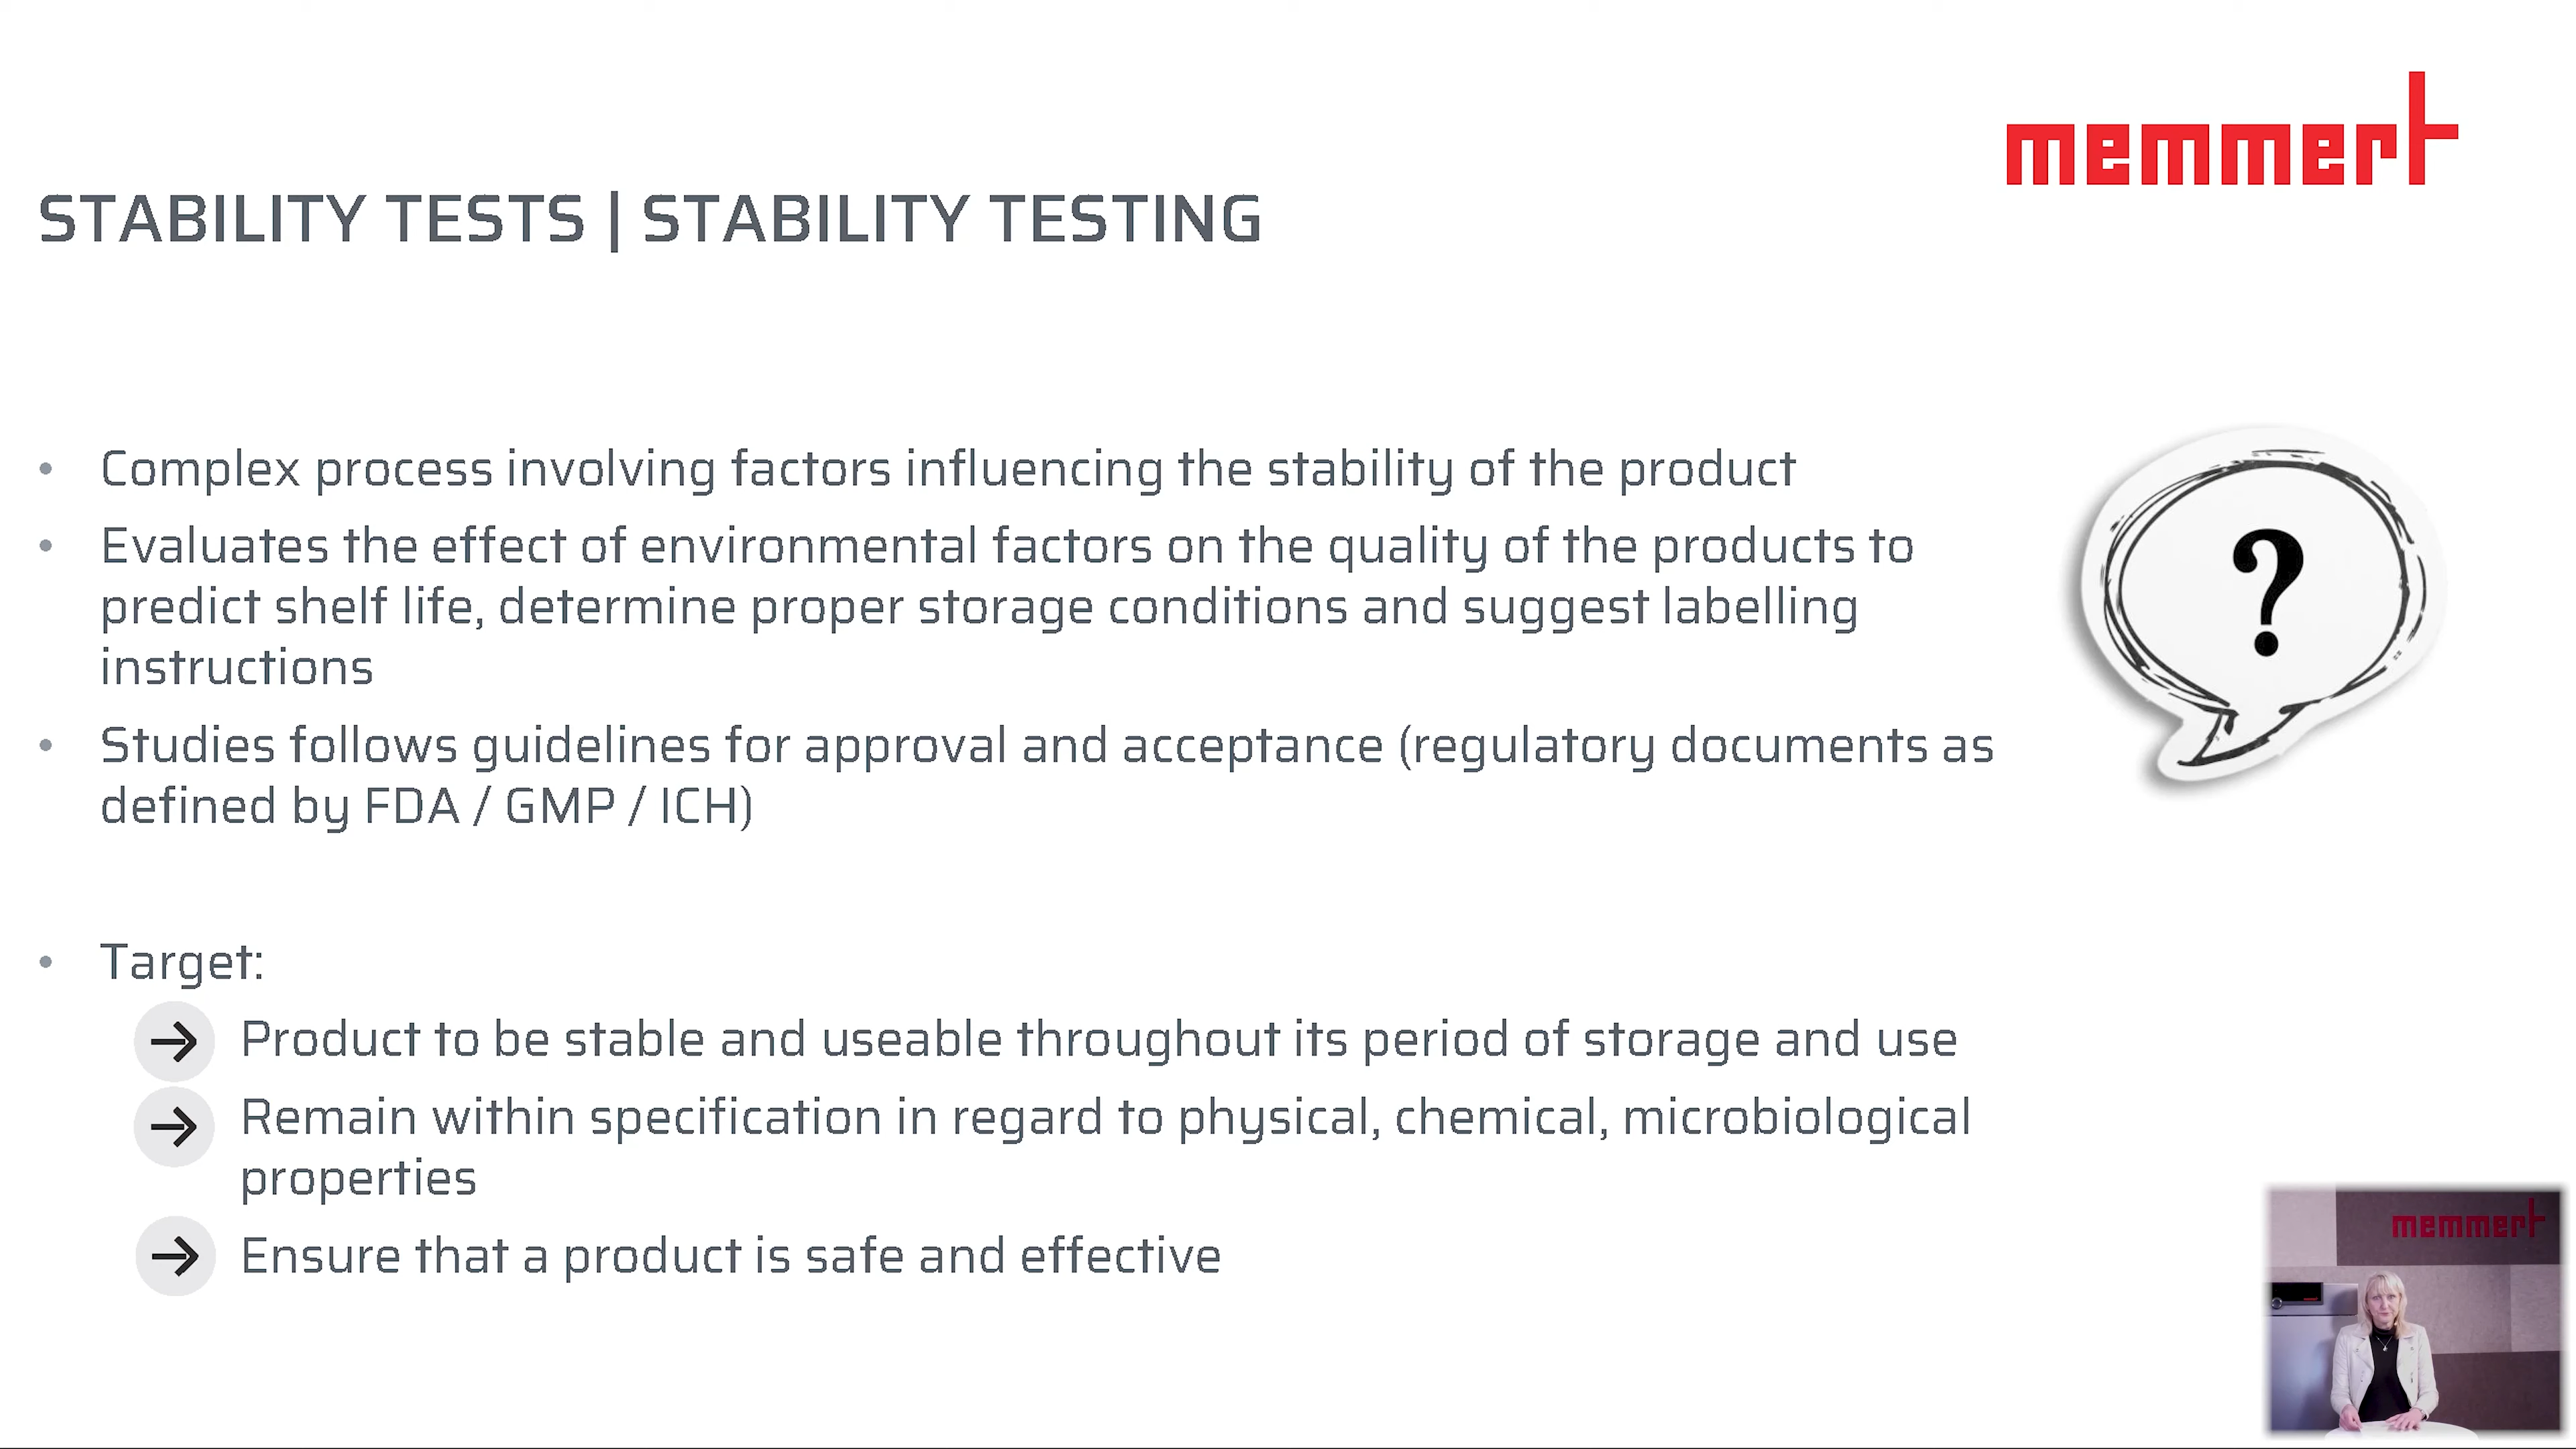 memmert
STABILITY TESTS | STABILITY TESTING
• Complex process involving factors influencing the stability of the product
• Evaluates the effect of environmental factors on the quality of the products to
predict shelf life, determine proper storage conditions and suggest labelling
instructions
• Studies follows guidelines for approval and acceptance (regulatory documents as
defined by FDA / GMP / ICH)
?
• Target:
→ Product to be stable and useable throughout its period of storage and use
→ Remain within specification in regard to physical, chemical, microbiological
properties
→ Ensure that a product is safe and effective
memmert